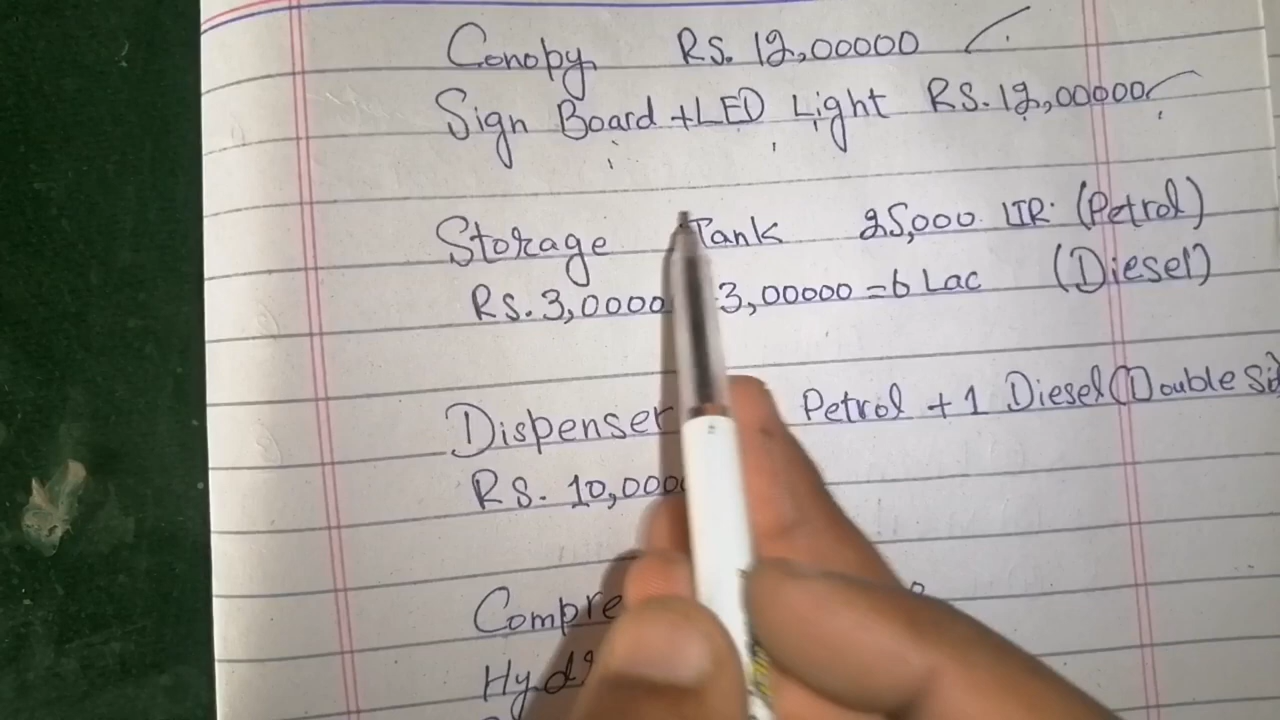 Conopy RS. 12,00000
Sign Board + LED Light RS. 12,00000
Storage Tank 25,000 LTR. (Petrol)
RS. 3,0000 3,00000 = 6 Lac (Diesel)
Dispenser Petrol + 1 Diesel (Double Sid
RS. 10,000
Compre
Hyd